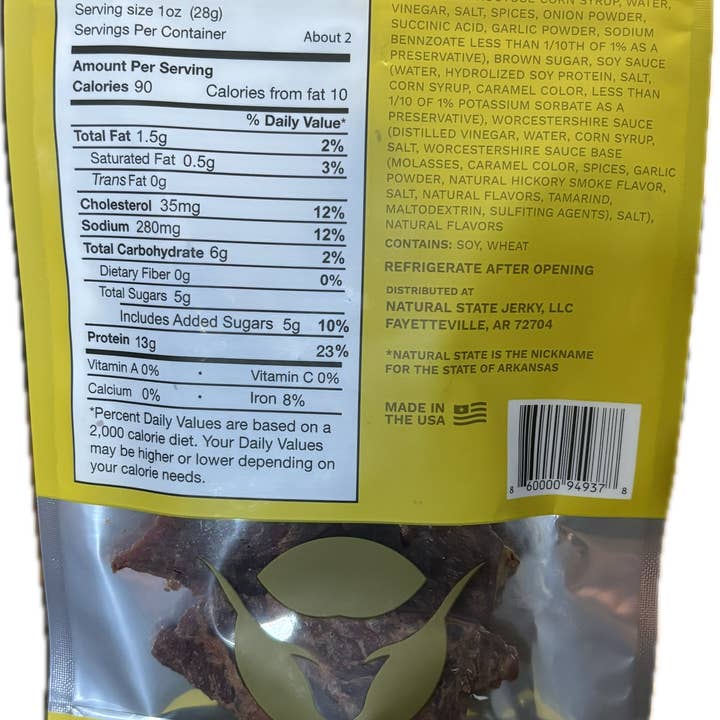 Serving size 1oz (28g)
Servings Per Container About 2
Amount Per Serving
Calories 90 Calories from fat 10
% Daily Value*
Total Fat 1.5g 2%
Saturated Fat 0.5g 3%
Trans Fat 0g
Cholesterol 35mg 12%
Sodium 280mg 12%
Total Carbohydrate 6g 2%
Dietary Fiber 0g 0%
Total Sugars 5g
Includes Added Sugars 5g 10%
Protein 13g 23%
Vitamin A 0% • Vitamin C 0%
Calcium 0% • Iron 8%
*Percent Daily Values are based on a
2,000 calorie diet. Your Daily Values
may be higher or lower depending on
your calorie needs.
CORN SYRUP, WATER,
VINEGAR, SALT, SPICES, ONION POWDER,
SUCCINIC ACID, GARLIC POWDER, SODIUM
BENNZOATE LESS THAN 1/10TH OF 1% AS A
PRESERVATIVE), BROWN SUGAR, SOY SAUCE
(WATER, HYDROLIZED SOY PROTEIN, SALT,
CORN SYRUP, CARAMEL COLOR, LESS THAN
1/10 OF 1% POTASSIUM SORBATE AS A
PRESERVATIVE), WORCESTERSHIRE SAUCE
(DISTILLED VINEGAR, WATER, CORN SYRUP,
SALT, WORCESTERSHIRE SAUCE BASE
(MOLASSES, CARAMEL COLOR, SPICES, GARLIC
POWDER, NATURAL HICKORY SMOKE FLAVOR,
SALT, NATURAL FLAVORS, TAMARIND,
MALTODEXTRIN, SULFITING AGENTS), SALT),
NATURAL FLAVORS
CONTAINS: SOY, WHEAT
REFRIGERATE AFTER OPENING
DISTRIBUTED AT
NATURAL STATE JERKY, LLC
FAYETTEVILLE, AR 72704
*NATURAL STATE IS THE NICKNAME
FOR THE STATE OF ARKANSAS
MADE IN
THE USA
8 60000 94937 8